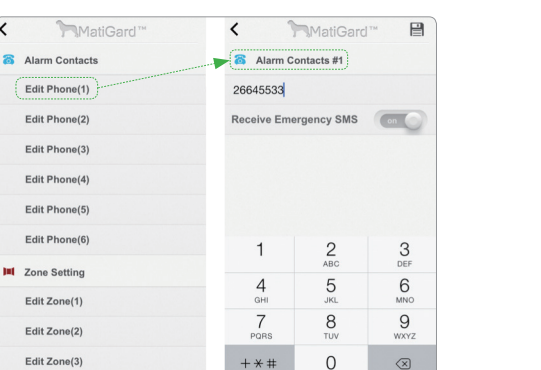 MatiGard™
Alarm Contacts
Edit Phone(1)
Edit Phone(2)
Edit Phone(3)
Edit Phone(4)
Edit Phone(5)
Edit Phone(6)
Zone Setting
Edit Zone(1)
Edit Zone(2)
Edit Zone(3)
MatiGard™
Alarm Contacts #1
26645533
Receive Emergency SMS on
1 2 3
ABC DEF
4 5 6
GHI JKL MNO
7 8 9
PQRS TUV WXYZ
+*# 0